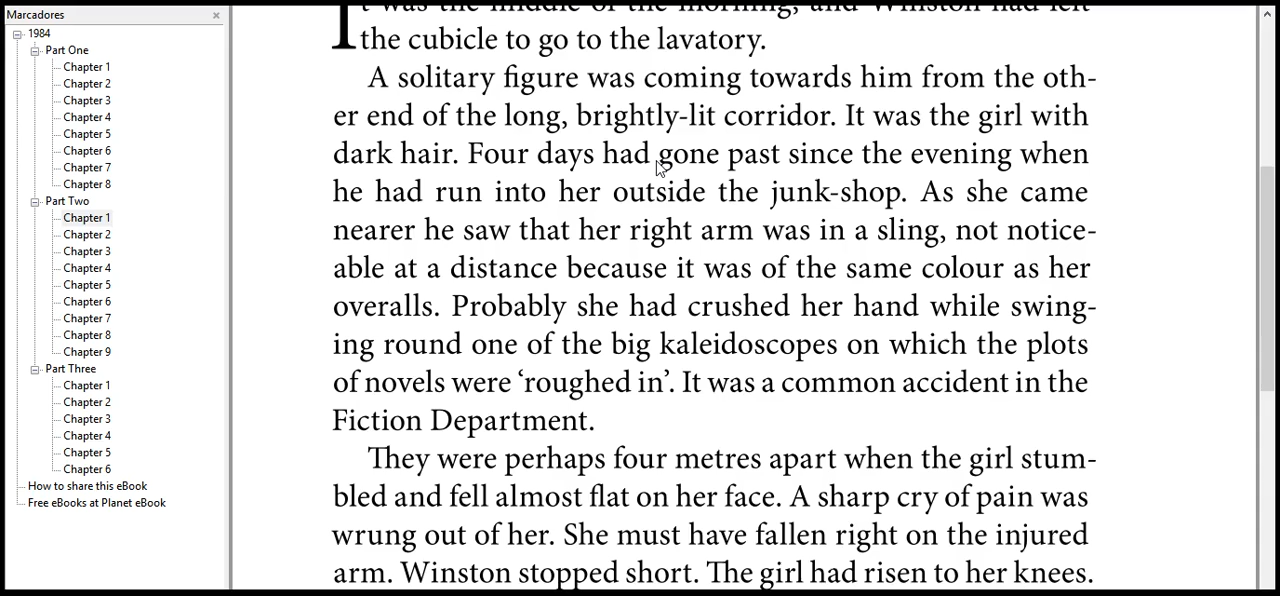 Marcadores
1984
Part One
Chapter 1
Chapter 2
Chapter 3
Chapter 4
Chapter 5
Chapter 6
Chapter 7
Chapter 8
Part Two
Chapter 1
Chapter 2
Chapter 3
Chapter 4
Chapter 5
Chapter 6
Chapter 7
Chapter 8
Chapter 9
Part Three
Chapter 1
Chapter 2
Chapter 3
Chapter 4
Chapter 5
Chapter 6
How to share this eBook
Free eBooks at Planet eBook
It was the middle of the morning, and Winston had left
the cubicle to go to the lavatory.
A solitary figure was coming towards him from the oth-
er end of the long, brightly-lit corridor. It was the girl with
dark hair. Four days had gone past since the evening when
he had run into her outside the junk-shop. As she came
nearer he saw that her right arm was in a sling, not notice-
able at a distance because it was of the same colour as her
overalls. Probably she had crushed her hand while swing-
ing round one of the big kaleidoscopes on which the plots
of novels were ‘roughed in’. It was a common accident in the
Fiction Department.
They were perhaps four metres apart when the girl stum-
bled and fell almost flat on her face. A sharp cry of pain was
wrung out of her. She must have fallen right on the injured
arm. Winston stopped short. The girl had risen to her knees.